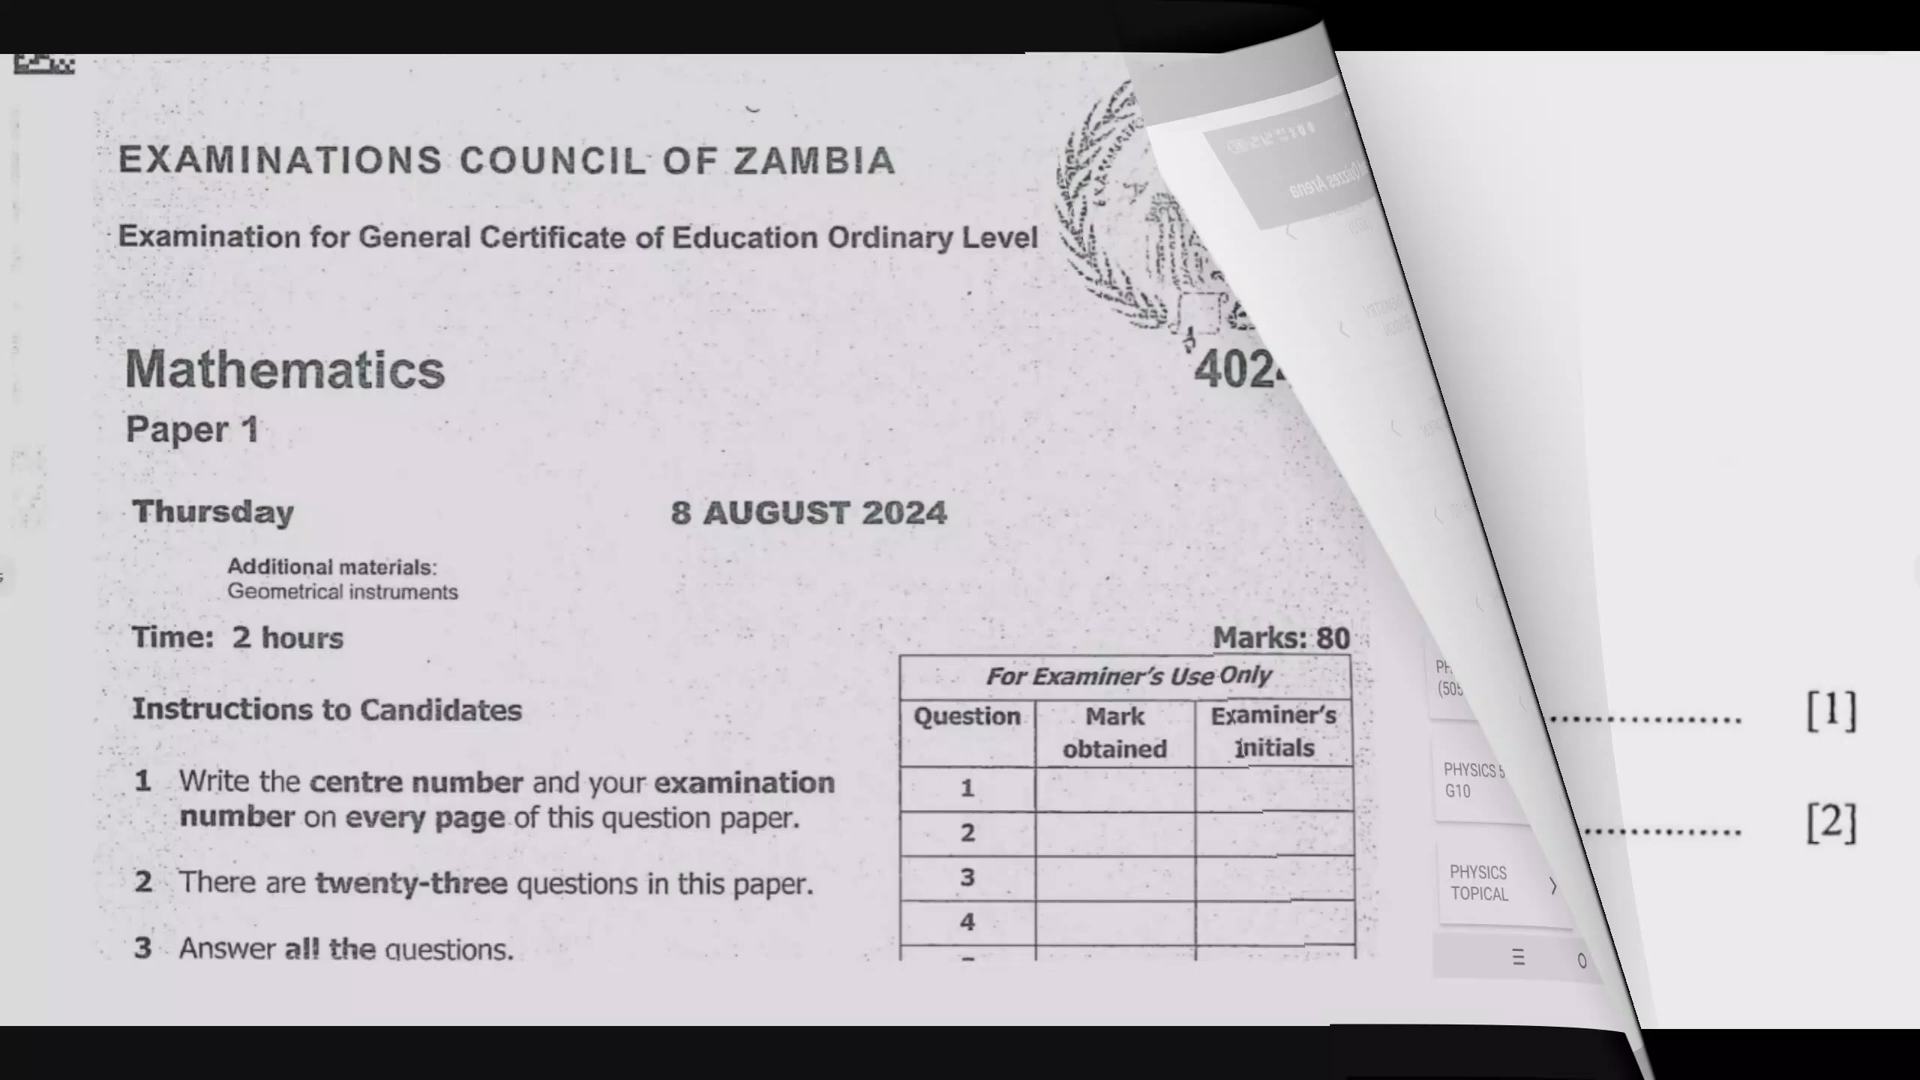 EXAMINATIONS COUNCIL OF ZAMBIA
Examination for General Certificate of Education Ordinary Level
Mathematics
402
Paper 1
Thursday 8 AUGUST 2024
Additional materials:
Geometrical instruments
Time: 2 hours
Marks: 80
For Examiner's Use Only
Question Mark obtained Examiner's initials
1
2
3
4
Instructions to Candidates
1 Write the centre number and your examination
number on every page of this question paper.
2 There are twenty-three questions in this paper.
3 Answer all the questions.
PHYSICS 5
G10
PHYSICS
TOPICAL
Arena
.................. [1]
............... [2]